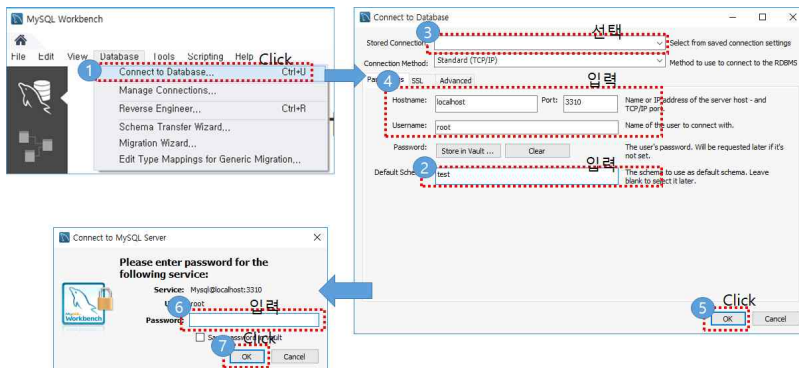 MySQL Workbench
File Edit View Database Tools Scripting Help Click
1 Connect to Database... Ctrl+U
Manage Connections...
Reverse Engineer... Ctrl+R
Schema Transfer Wizard...
Migration Wizard...
Edit Type Mappings for Generic Migration...
Connect to Database
3 선택
Stored Connection: Select from saved connection settings
Connection Method: Standard (TCP/IP) Method to use to connect to the RDBMS
4 SSL Advanced 입력
Hostname: localhost Port: 3310 Name or IP address of the server host - and
TCP/IP port.
Username: root Name of the user to connect with.
Password: Store in Vault ... Clear The user's password. Will be requested later if it's
not set.
입력
2 Default Schema: test The schema to use as default schema. Leave
blank to select it later.
Click
5 OK Cancel
Connect to MySQL Server
Please enter password for the
following service:
Service: Mysql@localhost:3310
root 입력
6 Password:
MySQL
Workbench
Click
7 OK Cancel